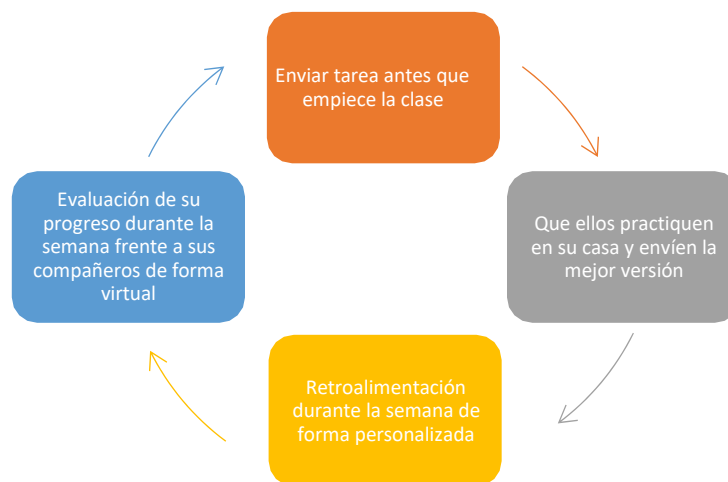 Enviar tarea antes que
empiece la clase
Que ellos practiquen
en su casa y envíen la
mejor versión
Retroalimentación
durante la semana de
forma personalizada
Evaluación de su
progreso durante la
semana frente a sus
compañeros de forma
virtual